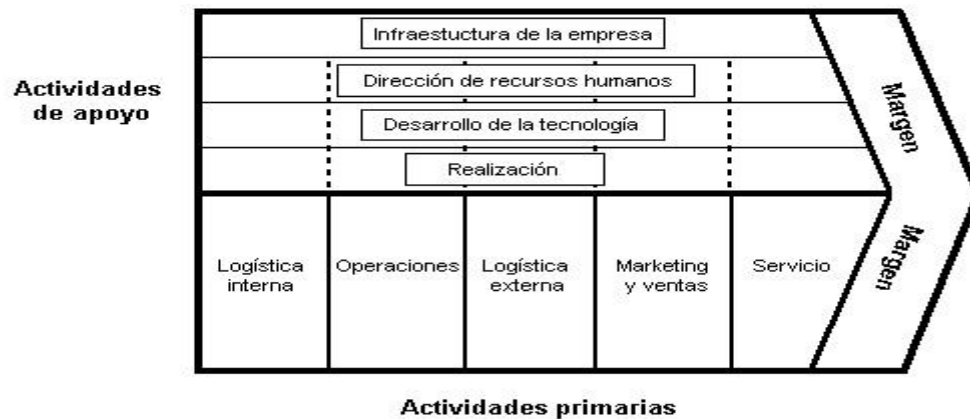 Infraestuctura de la empresa
Dirección de recursos humanos
Actividades
de apoyo
Desarrollo de la tecnología
Realización
Margen
Margen
Logística
interna
Operaciones
Logística
externa
Marketing
y ventas
Servicio
Actividades primarias